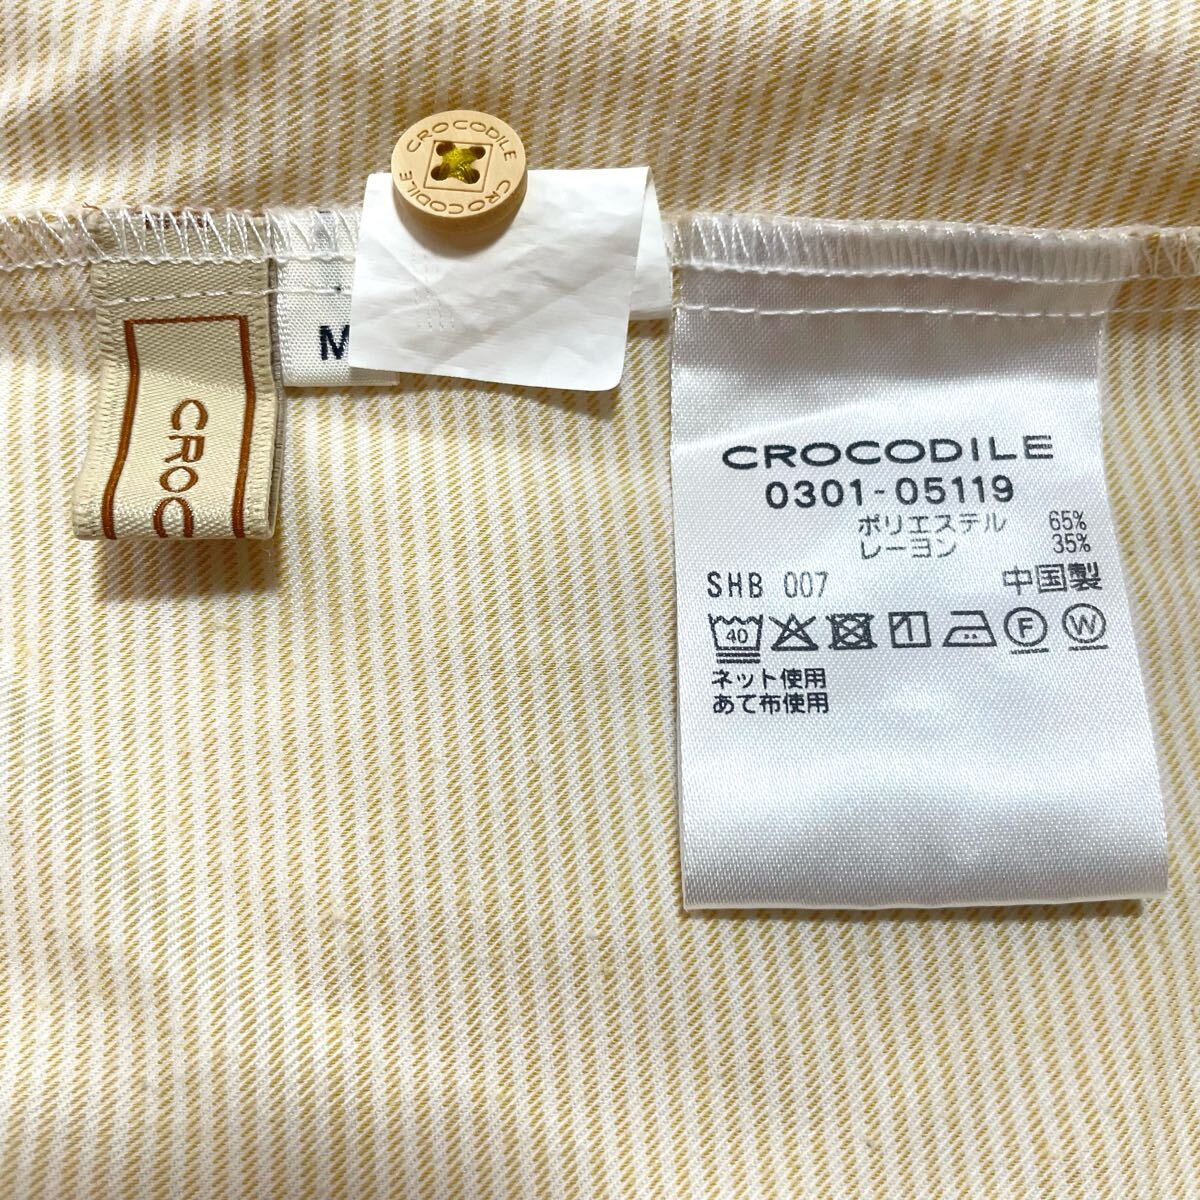 CROCODILE CROCODILE
M
CROC
CROCODILE
0301-05119
ポリエステル 65%
レーヨン 35%
SHB 007 中国製
40 F W
ネット使用
あて布使用